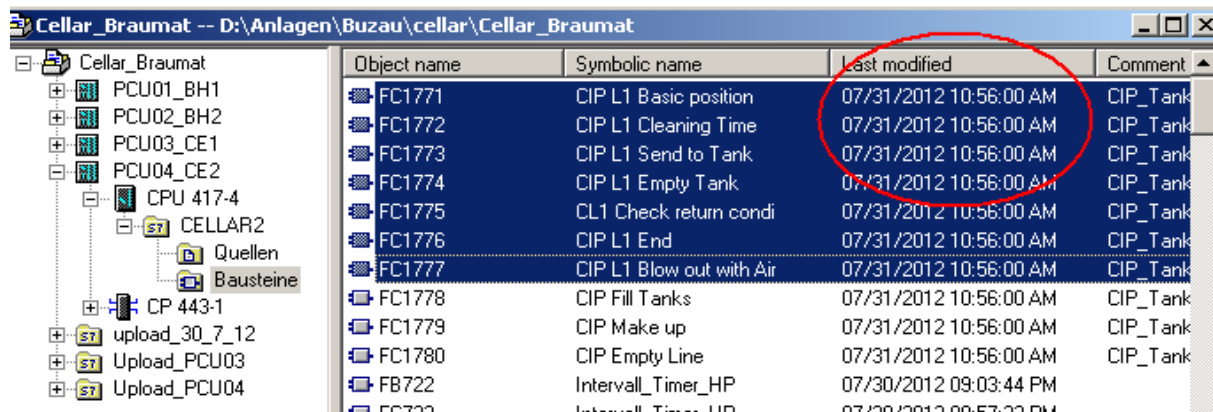 Cellar_Braumat -- D:\Anlagen\Buzau\cellar\Cellar_Braumat
Cellar_Braumat
PCU01_BH1
PCU02_BH2
PCU03_CE1
PCU04_CE2
CPU 417-4
CELLAR2
Quellen
Bausteine
CP 443-1
upload_30_7_12
Upload_PCU03
Upload_PCU04
Object name Symbolic name Last modified Comment
FC1771 CIP L1 Basic position 07/31/2012 10:56:00 AM CIP_Tank
FC1772 CIP L1 Cleaning Time 07/31/2012 10:56:00 AM CIP_Tank
FC1773 CIP L1 Send to Tank 07/31/2012 10:56:00 AM CIP_Tank
FC1774 CIP L1 Empty Tank 07/31/2012 10:56:00 AM CIP_Tank
FC1775 CL1 Check return condi 07/31/2012 10:56:00 AM CIP_Tank
FC1776 CIP L1 End 07/31/2012 10:56:00 AM CIP_Tank
FC1777 CIP L1 Blow out with Air 07/31/2012 10:56:00 AM CIP_Tank
FC1778 CIP Fill Tanks 07/31/2012 10:56:00 AM CIP_Tank
FC1779 CIP Make up 07/31/2012 10:56:00 AM CIP_Tank
FC1780 CIP Empty Line 07/31/2012 10:56:00 AM CIP_Tank
FB722 Intervall_Timer_HP 07/30/2012 09:03:44 PM